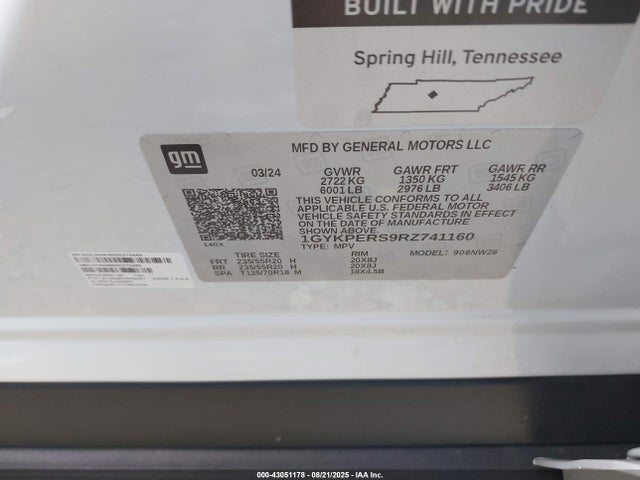 BUILT WITH PRIDE
Spring Hill, Tennessee
gm
MFD BY GENERAL MOTORS LLC
03/24 GVWR GAWR FRT GAWR RR
2722 KG 1350 KG 1545 KG
6001 LB 2976 LB 3406 LB
THIS VEHICLE CONFORMS TO ALL
APPLICABLE U.S. FEDERAL MOTOR
VEHICLE SAFETY STANDARDS IN
EFFECT ON THE DATE OF MANUFACTURE
SHOWN ABOVE.
1GYKPERS9RZ741160
TYPE: MPV MODEL: 906NW26
140X
TIRE SIZE RIM
FRT 235/55R20 H 20X8J
RR 235/55R20 H 20X8J
SPA T135/70R18 M 18X4.5B
000-43051178 - 08/21/2025 - IAA Inc.